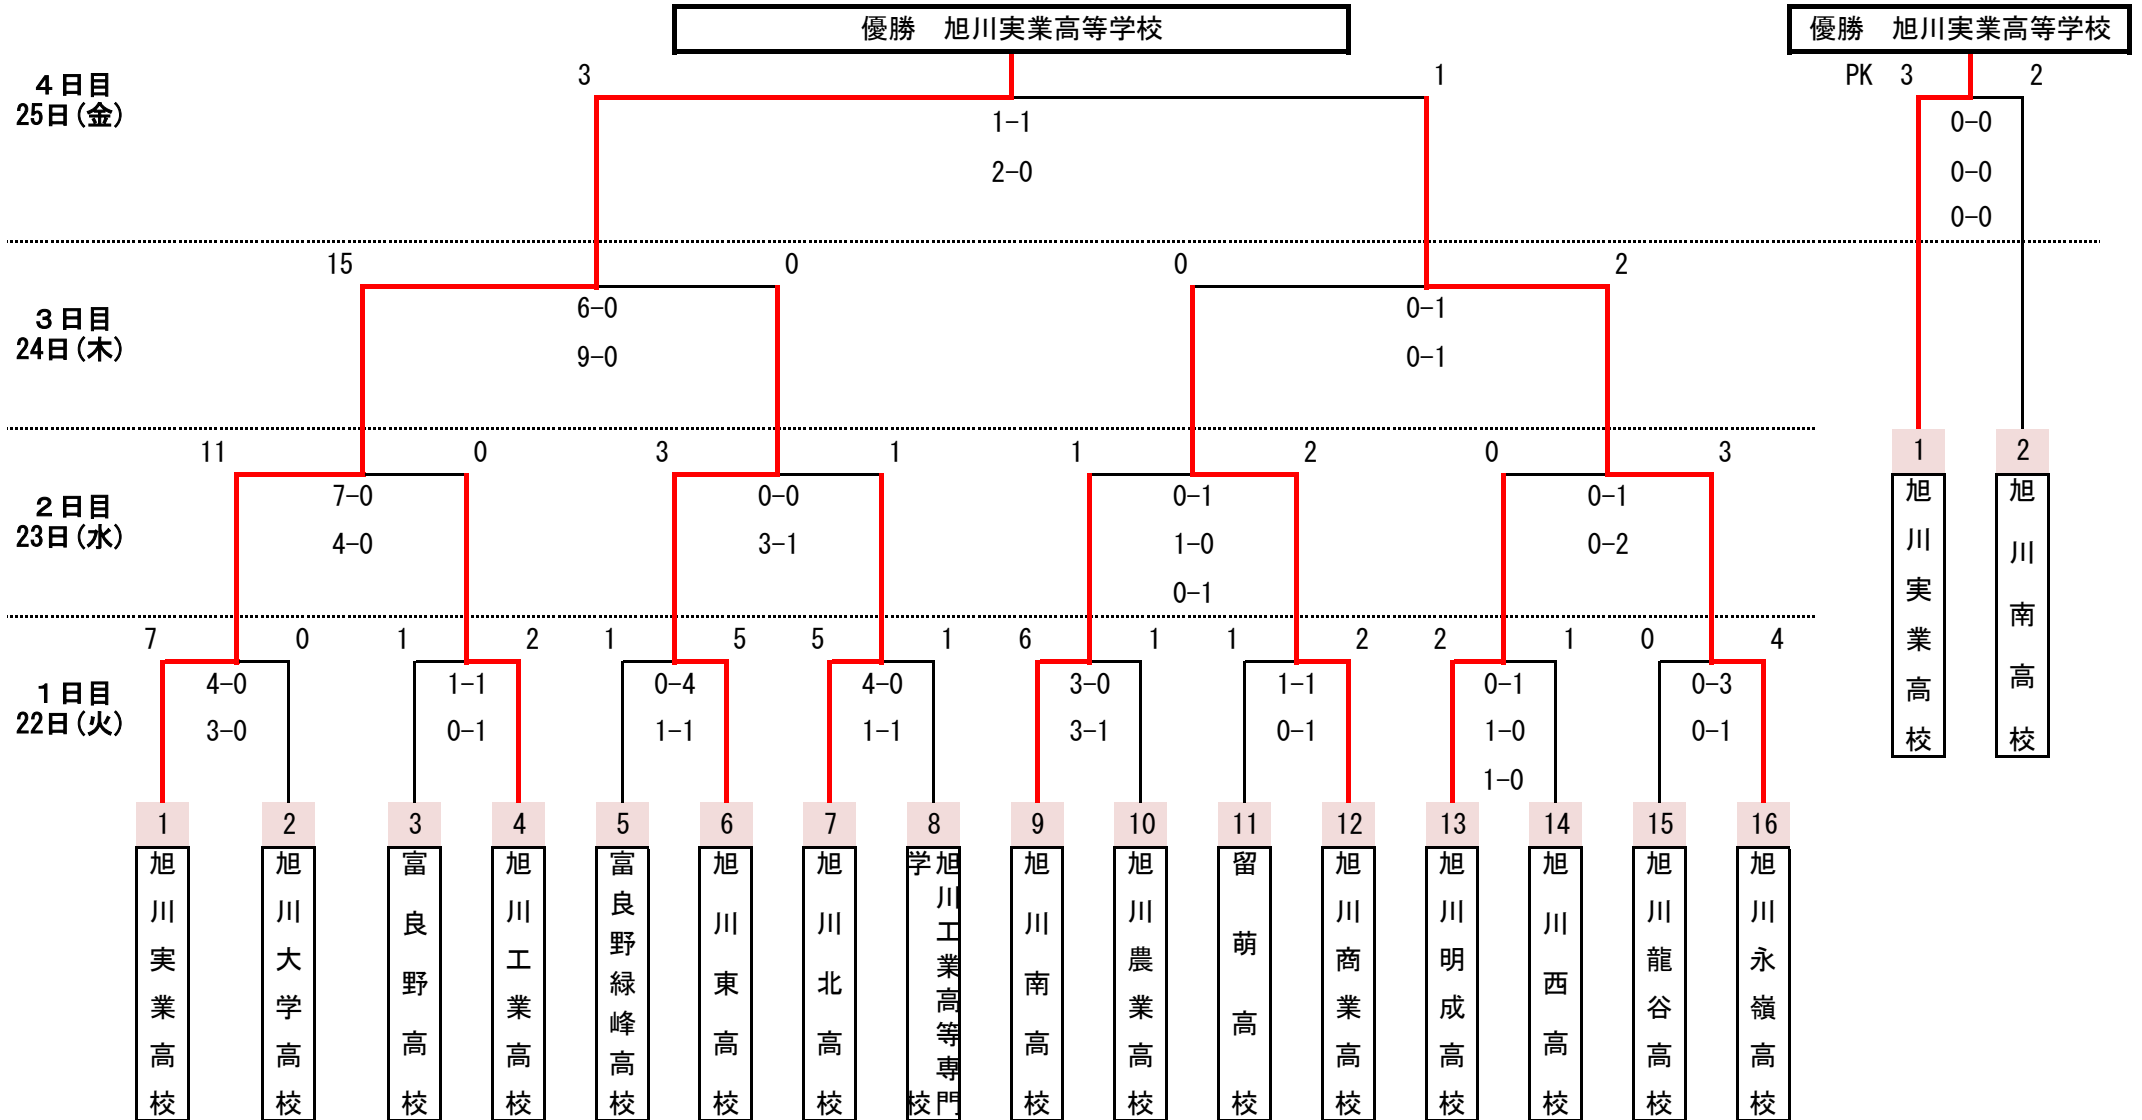 優勝　旭川実業高等学校
優勝　旭川実業高等学校
4日目
25日(金)
3
1
PK 3
2
1-1
2-0
0-0
0-0
0-0
15
0
0
2
3日目
24日(木)
6-0
9-0
0-1
0-1
11
0
3
1
1
2
0
3
2日目
23日(水)
7-0
4-0
0-0
3-1
0-1
1-0
0-1
0-1
0-2
1
2
旭川実業高校
旭川南高校
7
0
1
2
1
5
5
1
6
1
1
2
2
1
0
4
1日目
22日(火)
4-0
3-0
1-1
0-1
0-4
1-1
4-0
1-1
3-0
3-1
1-1
0-1
0-1
1-0
1-0
0-3
0-1
1
2
3
4
5
6
7
8
9
10
11
12
13
14
15
16
旭川実業高校
旭川大学高校
富良野高校
旭川工業高校
富良野緑峰高校
旭川東高校
旭川北高校
旭川工業高等専門
学校
旭川南高校
旭川農業高校
留萌高校
旭川商業高校
旭川明成高校
旭川西高校
旭川龍谷高校
旭川永嶺高校